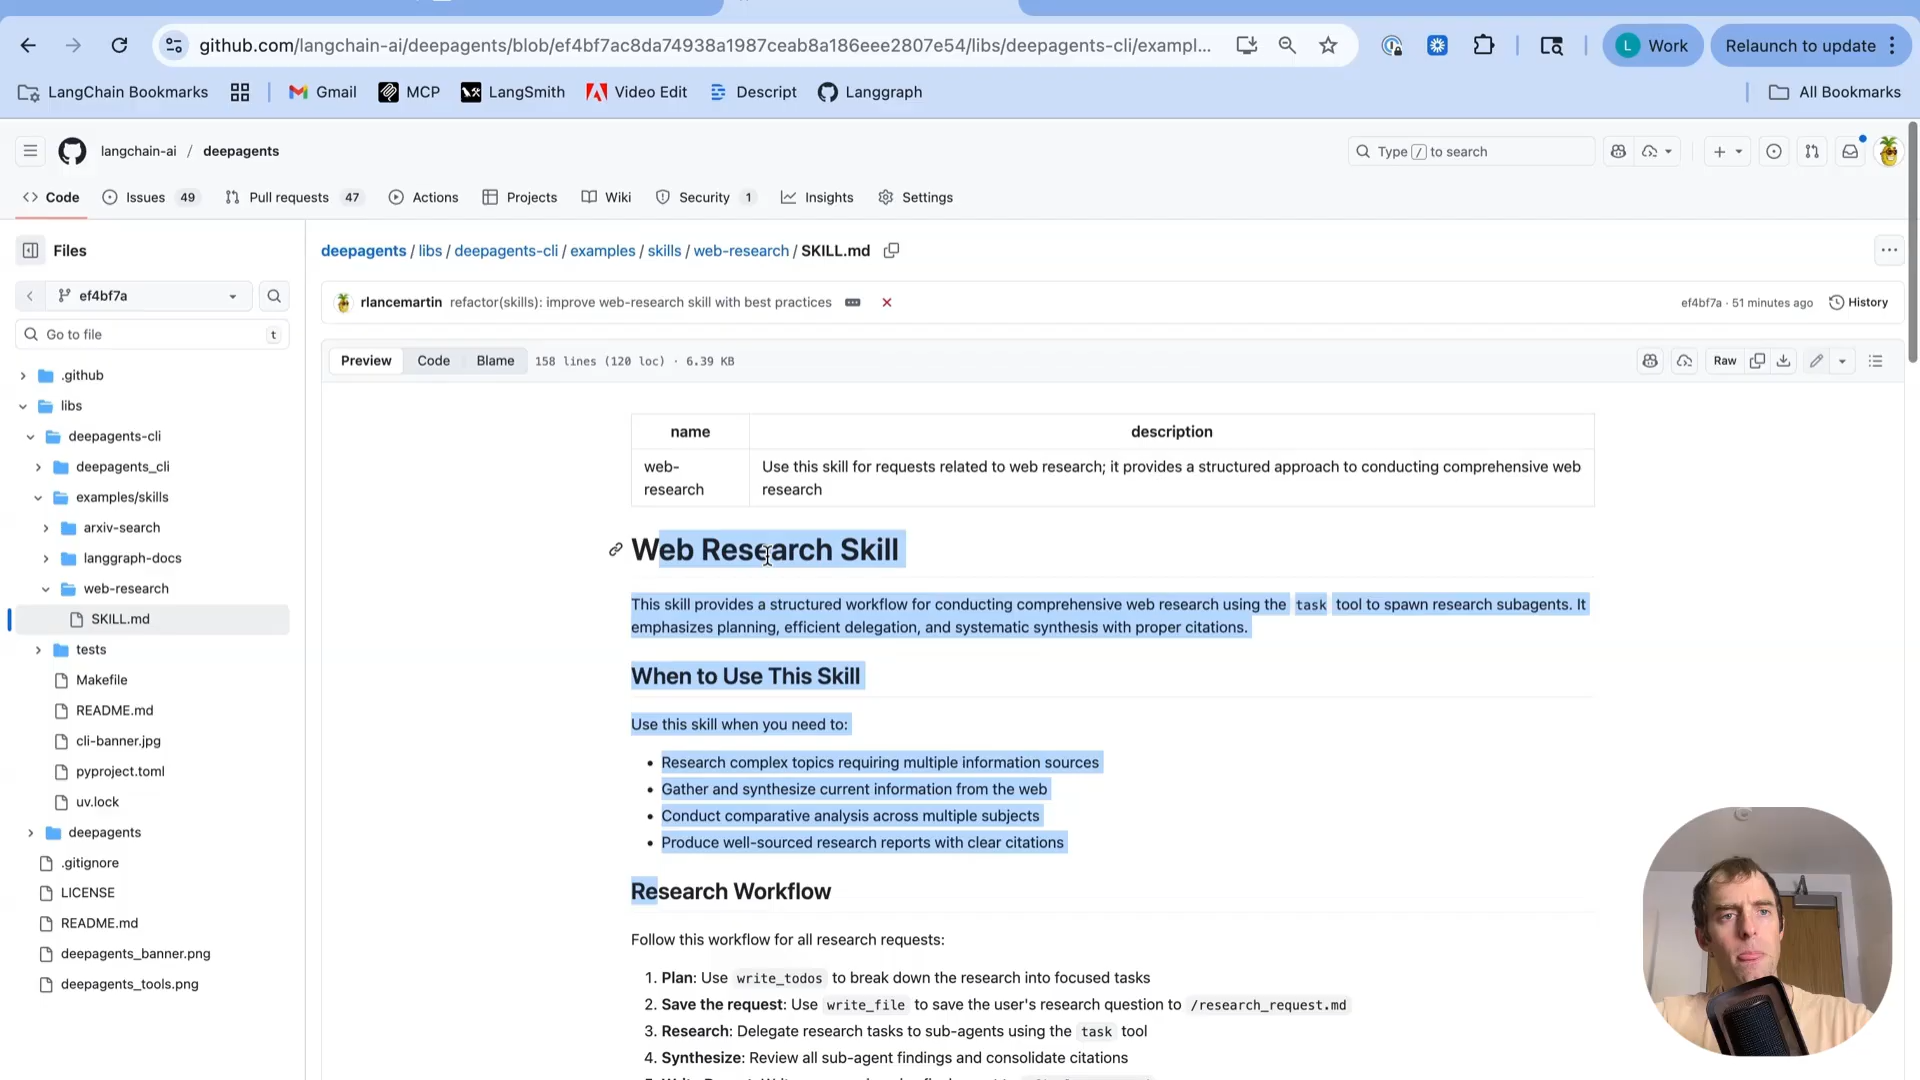 github.com/langchain-ai/deepagents/blob/ef4bf7ac8da74938a1987ceab8a186eee2807e54/libs/deepagents-cli/exampl...
L Work
Relaunch to update
LangChain Bookmarks
Gmail
MCP
LangSmith
Video Edit
Descript
Langgraph
All Bookmarks
langchain-ai / deepagents
Type / to search
Code
Issues 49
Pull requests 47
Actions
Projects
Wiki
Security 1
Insights
Settings
Files
ef4bf7a
Go to file t
.github
libs
deepagents-cli
deepagents_cli
examples/skills
arxiv-search
langgraph-docs
web-research
SKILL.md
tests
Makefile
README.md
cli-banner.jpg
pyproject.toml
uv.lock
deepagents
.gitignore
LICENSE
README.md
deepagents_banner.png
deepagents_tools.png
deepagents / libs / deepagents-cli / examples / skills / web-research / SKILL.md
rlancemartin refactor(skills): improve web-research skill with best practices
ef4bf7a · 51 minutes ago
History
Preview
Code
Blame
158 lines (120 loc) · 6.39 KB
Raw
name description
web-research
Use this skill for requests related to web research; it provides a structured approach to conducting comprehensive web
research
Web Research Skill
This skill provides a structured workflow for conducting comprehensive web research using the task tool to spawn research subagents. It
emphasizes planning, efficient delegation, and systematic synthesis with proper citations.
When to Use This Skill
Use this skill when you need to:
• Research complex topics requiring multiple information sources
• Gather and synthesize current information from the web
• Conduct comparative analysis across multiple subjects
• Produce well-sourced research reports with clear citations
Research Workflow
Follow this workflow for all research requests:
1. Plan: Use write_todos to break down the research into focused tasks
2. Save the request: Use write_file to save the user's research question to /research_request.md
3. Research: Delegate research tasks to sub-agents using the task tool
4. Synthesize: Review all sub-agent findings and consolidate citations